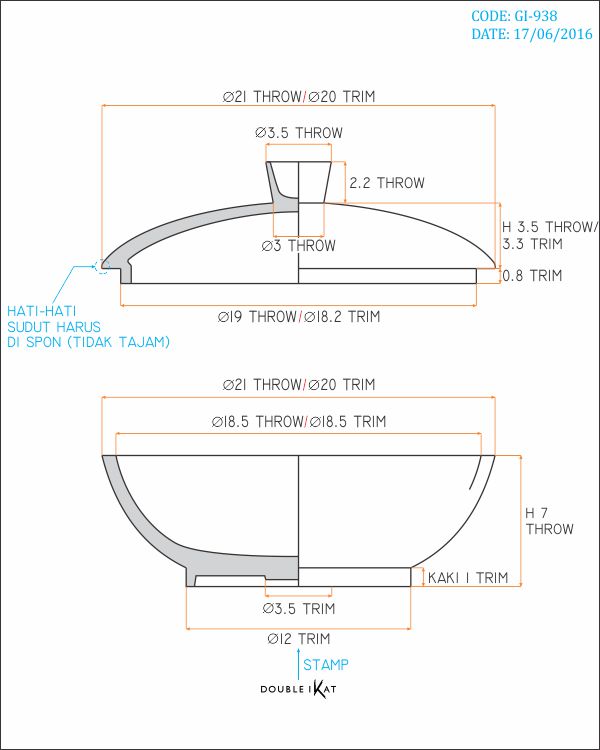 CODE: GI-938
DATE: 17/06/2016
Ø21 THROW/Ø20 TRIM
Ø3.5 THROW
2.2 THROW
H 3.5 THROW/
3.3 TRIM
Ø3 THROW
0.8 TRIM
HATI-HATI
SUDUT HARUS
DI SPON (TIDAK TAJAM)
Ø19 THROW/Ø18.2 TRIM
Ø21 THROW/Ø20 TRIM
Ø18.5 THROW/Ø18.5 TRIM
H 7
THROW
KAKI 1 TRIM
Ø3.5 TRIM
Ø12 TRIM
STAMP
DOUBLE IKAT